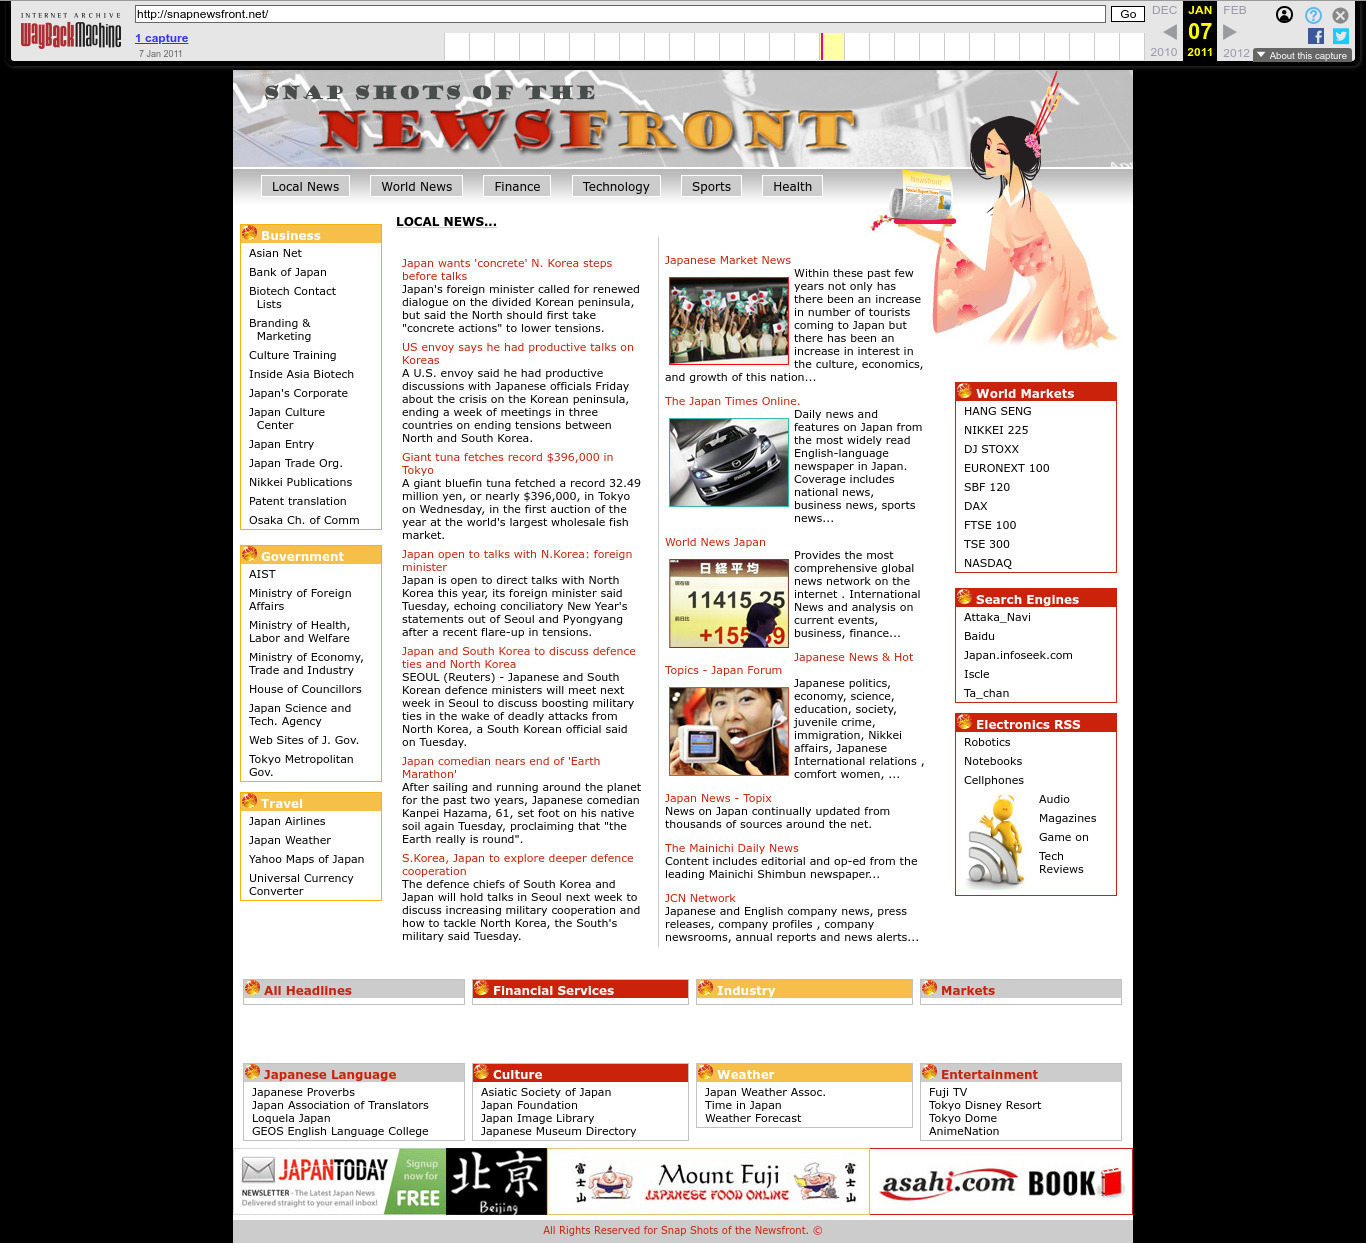 INTERNET ARCHIVE
WayBackMachine
http://snapnewsfront.net/
Go
DEC
JAN
FEB
1 capture
7 Jan 2011
07
2010
2011
2012
About this capture
SNAP SHOTS OF THE
NEWSFRONT
Local News
World News
Finance
Technology
Sports
Health
Newsfront
LOCAL NEWS...
Business
Asian Net
Bank of Japan
Biotech Contact
Lists
Branding &
Marketing
Culture Training
Inside Asia Biotech
Japan's Corporate
Japan Culture
Center
Japan Entry
Japan Trade Org.
Nikkei Publications
Patent translation
Osaka Ch. of Comm
Government
AIST
Ministry of Foreign
Affairs
Ministry of Health,
Labor and Welfare
Ministry of Economy,
Trade and Industry
House of Councillors
Japan Science and
Tech. Agency
Web Sites of J. Gov.
Tokyo Metropolitan
Gov.
Travel
Japan Airlines
Japan Weather
Yahoo Maps of Japan
Universal Currency
Converter
Japan wants 'concrete' N. Korea steps
before talks
Japan's foreign minister called for renewed
dialogue on the divided Korean peninsula,
but said the North should first take
"concrete actions" to lower tensions.
US envoy says he had productive talks on
Koreas
A U.S. envoy said he had productive
discussions with Japanese officials Friday
about the crisis on the Korean peninsula,
ending a week of meetings in three
countries on ending tensions between
North and South Korea.
Giant tuna fetches record $396,000 in
Tokyo
A giant bluefin tuna fetched a record 32.49
million yen, or nearly $396,000, in Tokyo
on Wednesday, in the first auction of the
year at the world's largest wholesale fish
market.
Japan open to talks with N.Korea: foreign
minister
Japan is open to direct talks with North
Korea this year, its foreign minister said
Tuesday, echoing conciliatory New Year's
statements out of Seoul and Pyongyang
after a recent flare-up in tensions.
Japan and South Korea to discuss defence
ties and North Korea
SEOUL (Reuters) - Japanese and South
Korean defence ministers will meet next
week in Seoul to discuss boosting military
ties in the wake of deadly attacks from
North Korea, a South Korean official said
on Tuesday.
Japan comedian nears end of 'Earth
Marathon'
After sailing and running around the planet
for the past two years, Japanese comedian
Kanpei Hazama, 61, set foot on his native
soil again Tuesday, proclaiming that "the
Earth really is round".
S.Korea, Japan to explore deeper defence
cooperation
The defence chiefs of South Korea and
Japan will hold talks in Seoul next week to
discuss increasing military cooperation and
how to tackle North Korea, the South's
military said Tuesday.
Japanese Market News
Within these past few
years not only has
there been an increase
in number of tourists
coming to Japan but
there has been an
increase in interest in
the culture, economics,
and growth of this nation...
The Japan Times Online.
Daily news and
features on Japan from
the most widely read
English-language
newspaper in Japan.
Coverage includes
national news,
business news, sports
news...
World News Japan
日経平均
11415.25
Provides the most
comprehensive global
news network on the
internet . International
News and analysis on
current events,
business, finance...
Japanese News & Hot
Topics - Japan Forum
Japanese politics,
economy, science,
education, society,
juvenile crime,
immigration, Nikkei
affairs, Japanese
International relations ,
comfort women, ...
Japan News - Topix
News on Japan continually updated from
thousands of sources around the net.
The Mainichi Daily News
Content includes editorial and op-ed from the
leading Mainichi Shimbun newspaper...
JCN Network
Japanese and English company news, press
releases, company profiles , company
newsrooms, annual reports and news alerts...
World Markets
HANG SENG
NIKKEI 225
DJ STOXX
EURONEXT 100
SBF 120
DAX
FTSE 100
TSE 300
NASDAQ
Search Engines
Attaka_Navi
Baidu
Japan.infoseek.com
Iscle
Ta_chan
Electronics RSS
Robotics
Notebooks
Cellphones
Audio
Magazines
Game on
Tech
Reviews
All Headlines
Financial Services
Industry
Markets
Japanese Language
Japanese Proverbs
Japan Association of Translators
Loquela Japan
GEOS English Language College
Culture
Asiatic Society of Japan
Japan Foundation
Japan Image Library
Japanese Museum Directory
Weather
Japan Weather Assoc.
Time in Japan
Weather Forecast
Entertainment
Fuji TV
Tokyo Disney Resort
Tokyo Dome
AnimeNation
JAPANTODAY
NEWSLETTER - The Latest Japan News
Delivered straight to your email inbox!
Signup
now for
FREE
北京
Beijing
富士山
Mount Fuji
JAPANESE FOOD ONLINE
富士山
asahi.com BOOK
All Rights Reserved for Snap Shots of the Newsfront. ©